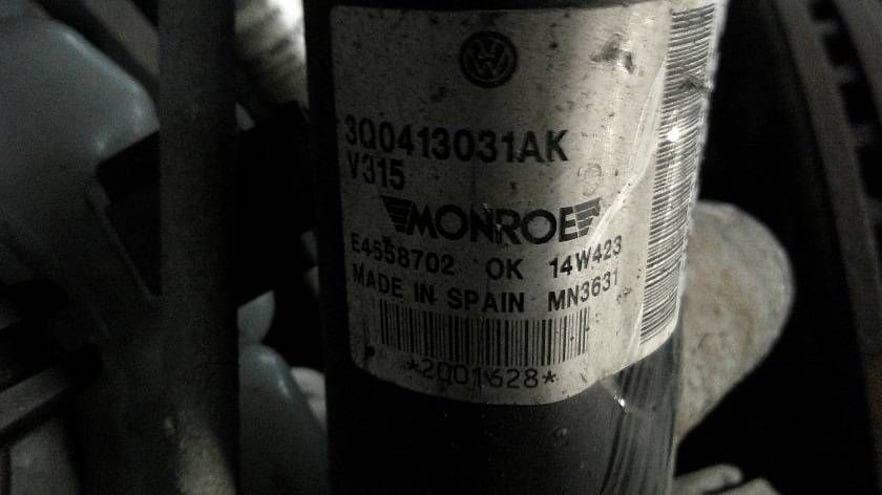 3Q0413031AK
V315
MONROE
E4558702 OK 14W423
MADE IN SPAIN MN3631
*2001628*